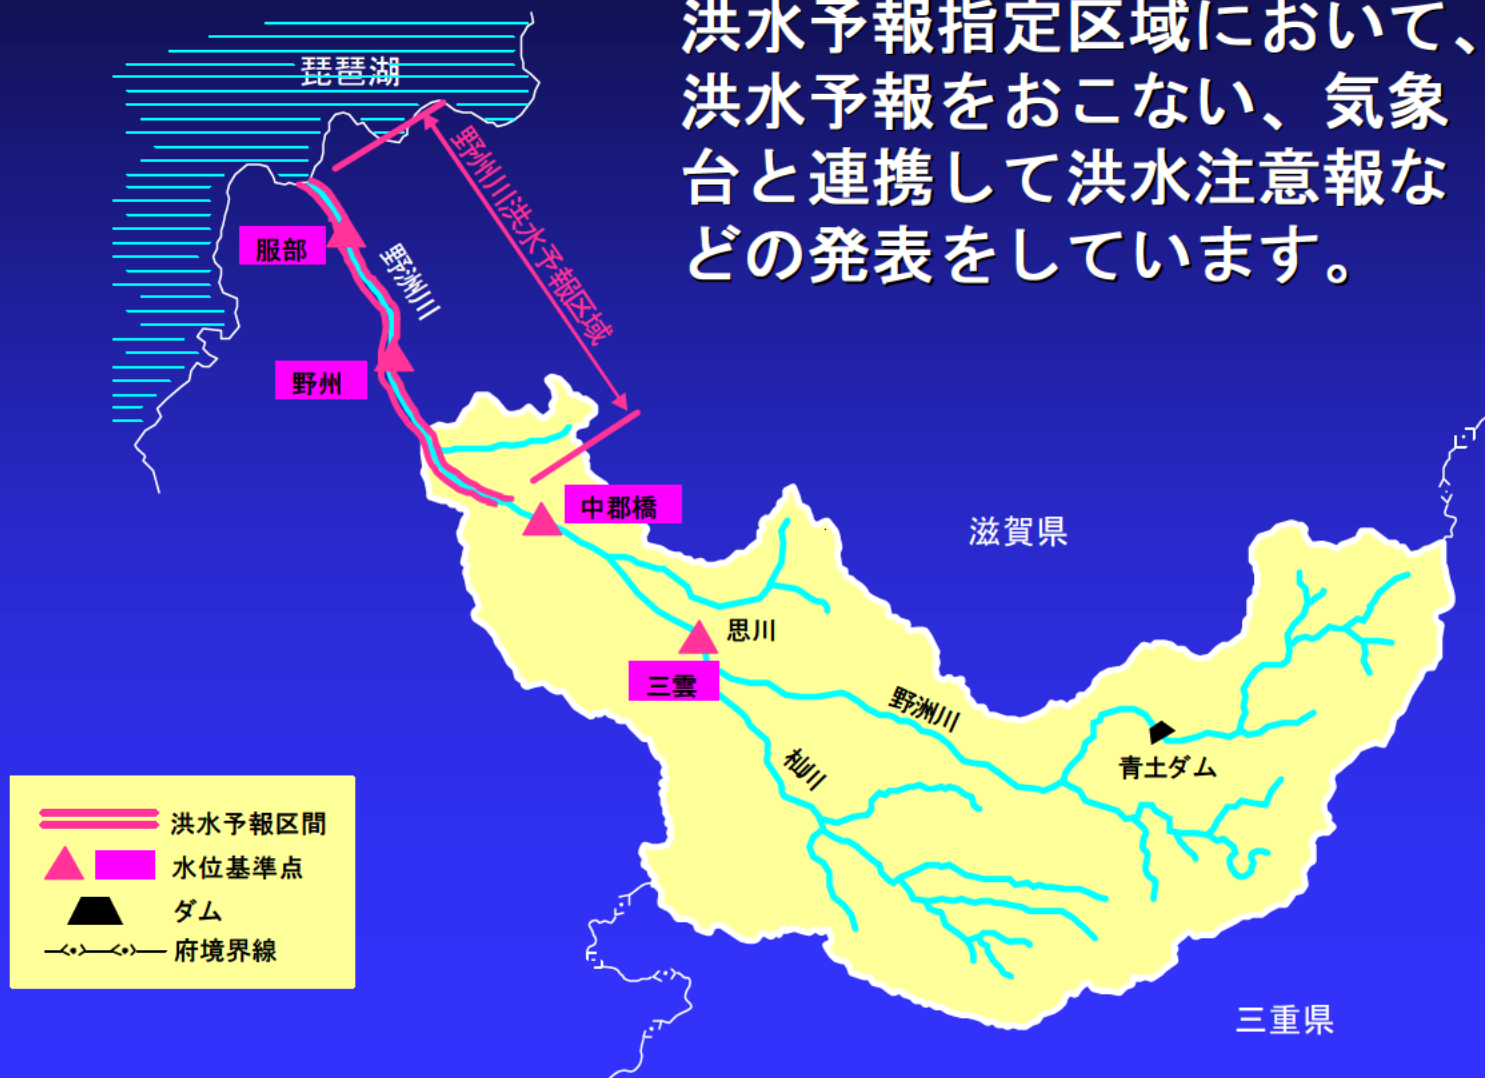 洪水予報指定区域において、
洪水予報をおこない、気象
台と連携して洪水注意報な
どの発表をしています。
琵琶湖
野州川洪水予報区域
服部
野洲川
野州
中郡橋
滋賀県
思川
三雲
野洲川
杣川
青土ダム
洪水予報区間
水位基準点
ダム
府境界線
三重県